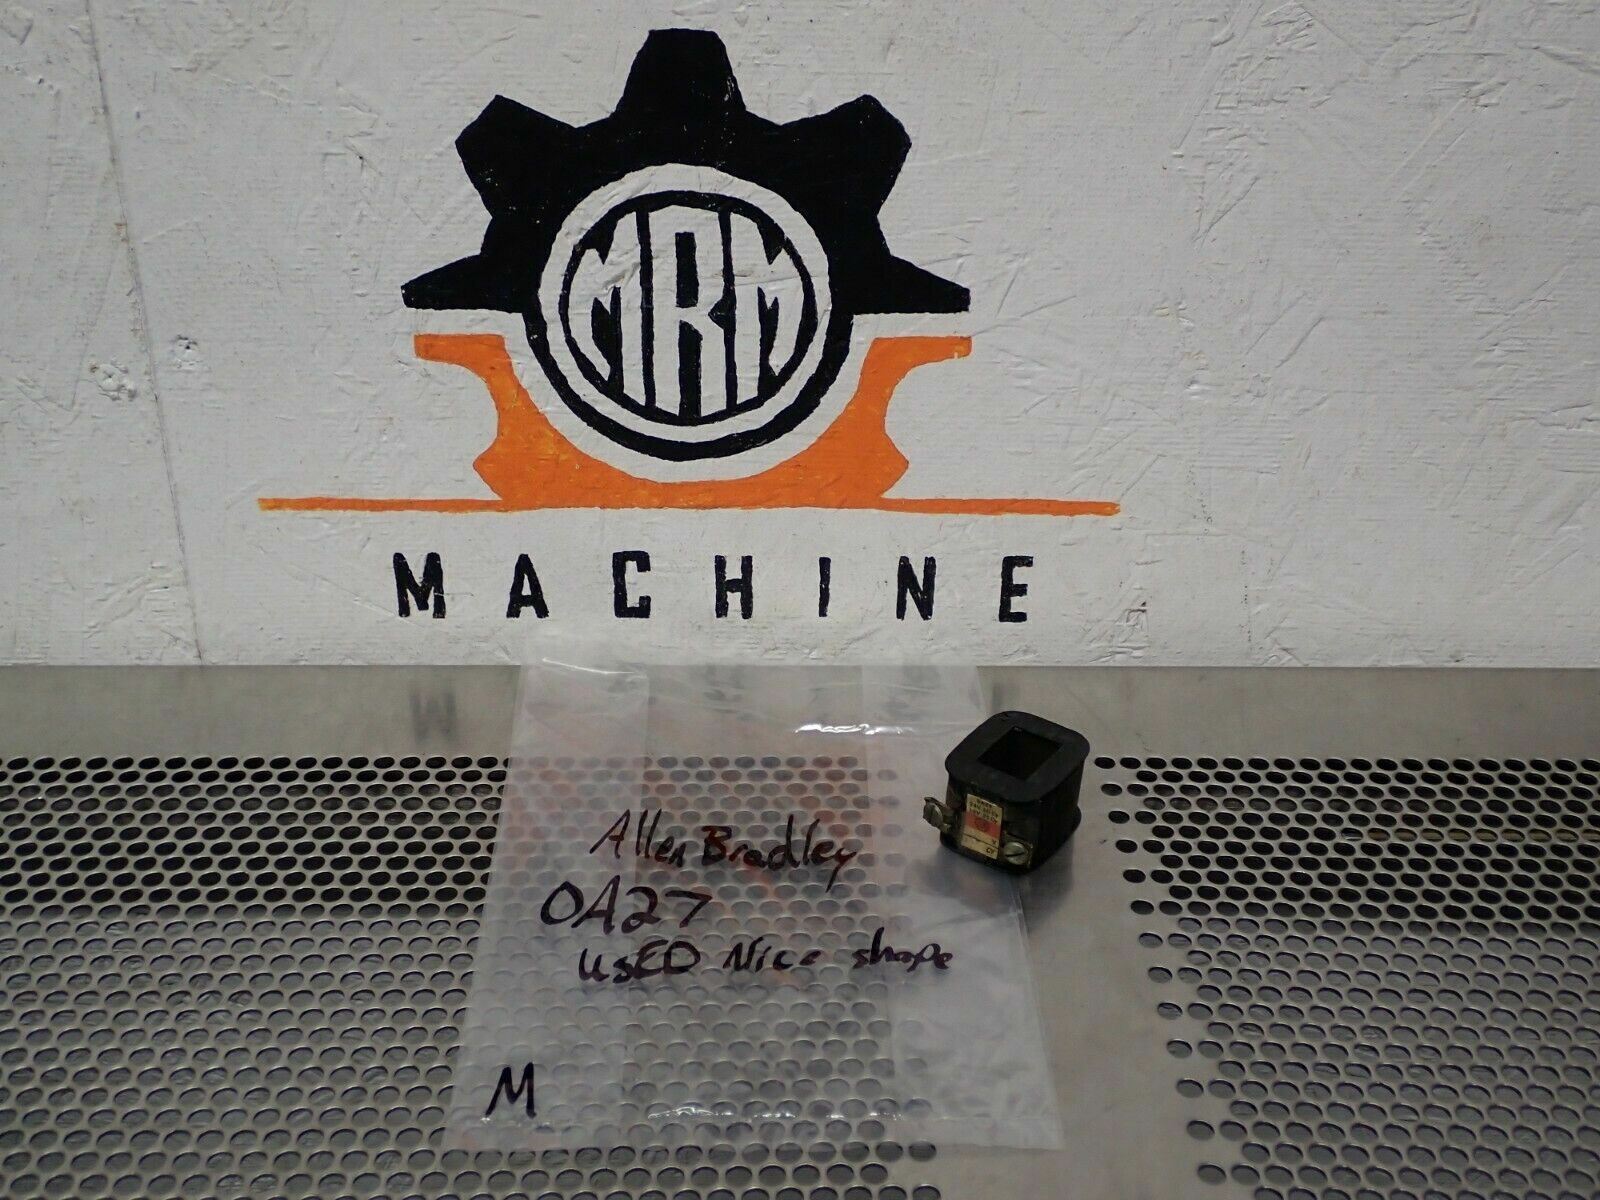 MRM
MACHINE
Allen Bradley
OA27
UsED Nice shape
M